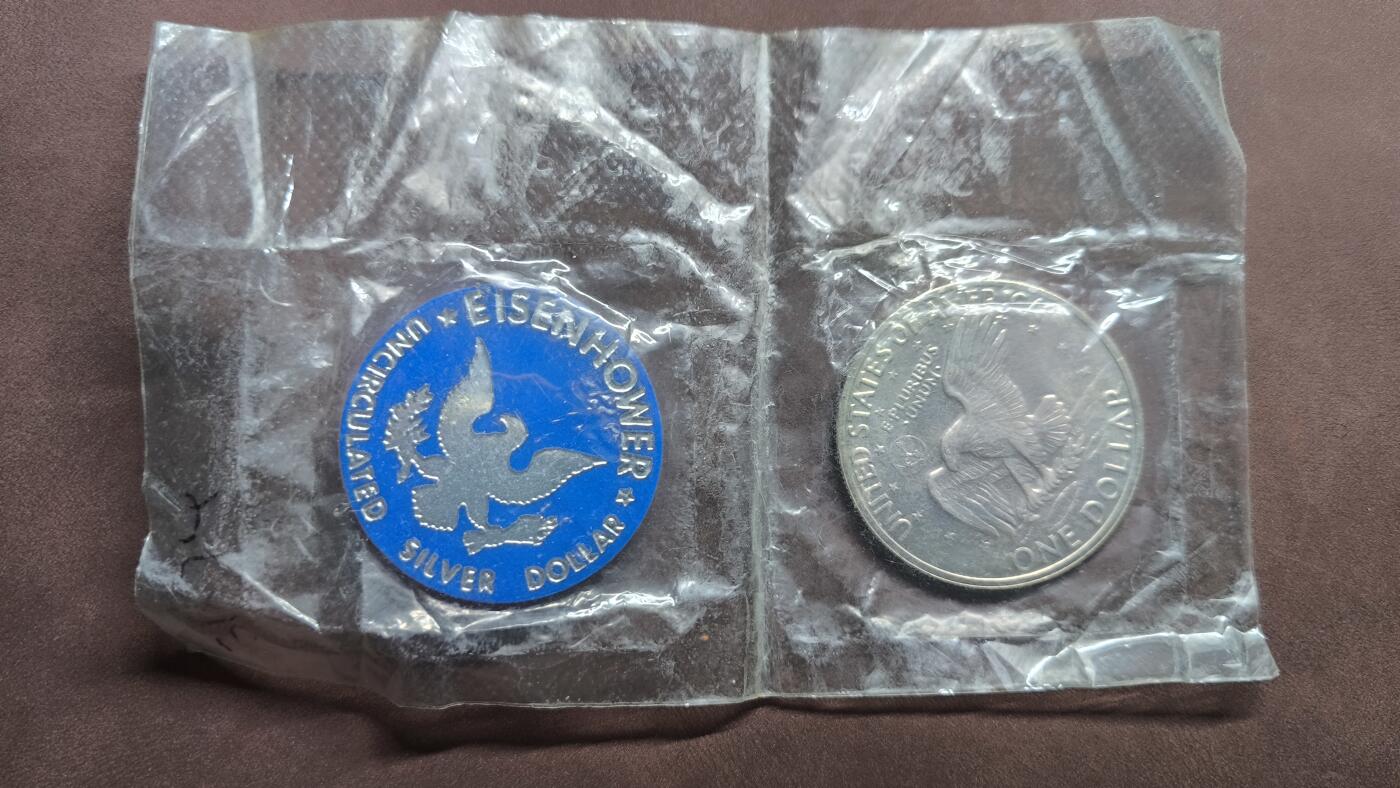 ★ EISENHOWER ★
UNCIRCULATED
SILVER DOLLAR
UNITED STATES OF AMERICA
E PLURIBUS
UNUM
ONE DOLLAR